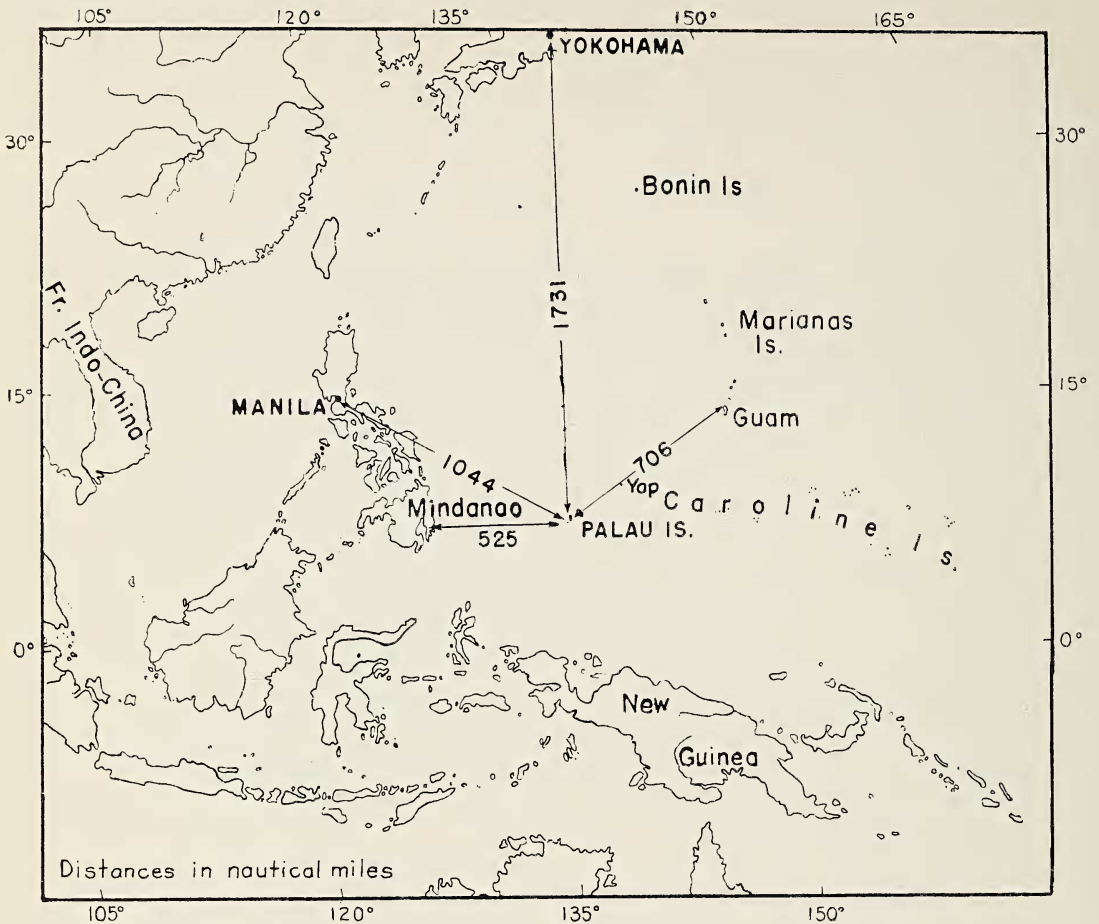 105° 120° 135° 150° 165°
YOKOHAMA
30° 30°
Bonin Is
1731
Marianas
Is.
Fr. Indo-China
15° 15°
MANILA
Guam
1044
706
Yap
Caroline Is.
Mindanao
525
PALAU IS.
0° 0°
New
Guinea
Distances in nautical miles
105° 120° 135° 150°